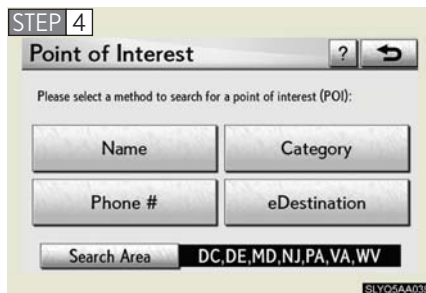 STEP 4
Point of Interest ?
Please select a method to search for a point of interest (POI):
Name Category
Phone # eDestination
Search Area DC,DE,MD,NJ,PA,VA,WV
SLYO5AA035